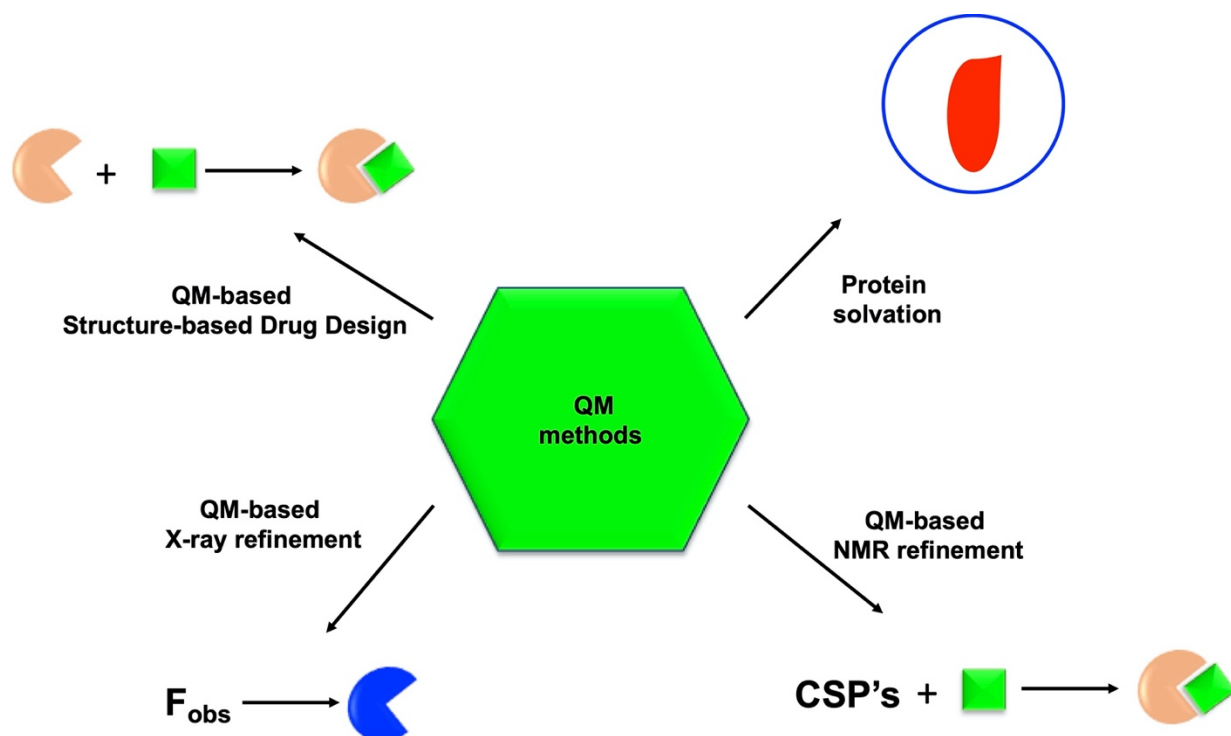 +
QM-based
Structure-based Drug Design
Protein
solvation
QM
methods
QM-based
X-ray refinement
QM-based
NMR refinement
Fobs
CSP's +